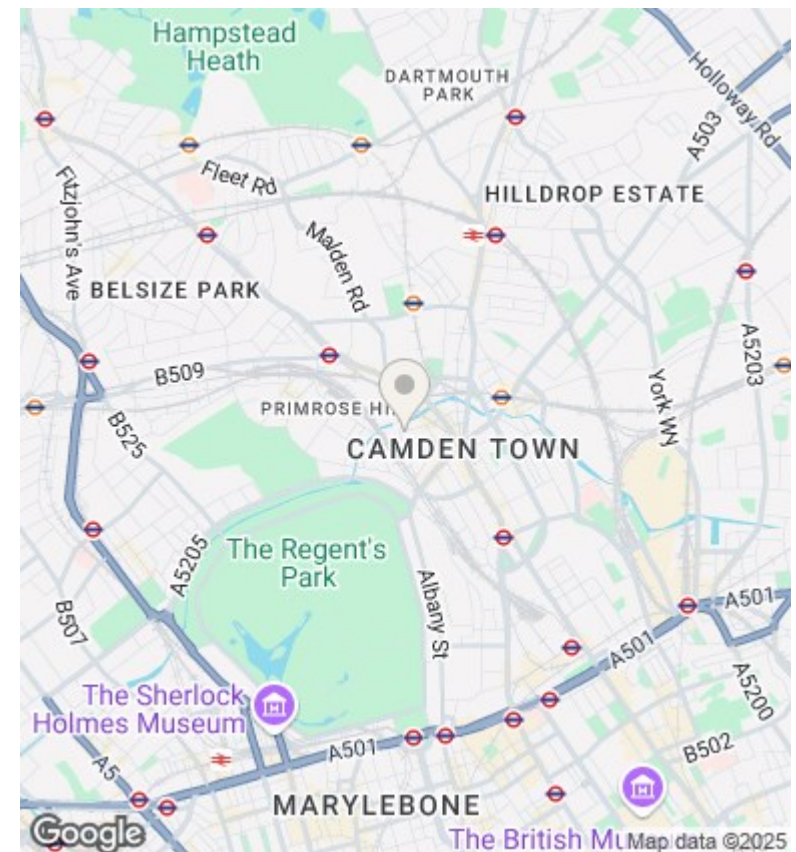 Hampstead
Heath
DARTMOUTH
PARK
Holloway Rd
A503
Fleet Rd
Fitzjohn's Ave
HILLDROP ESTATE
Malden Rd
BELSIZE PARK
A5203
B509
York Wy
PRIMROSE HI
B525
CAMDEN TOWN
A5205
The Regent's
Park
Albany St
B507
A501
A501
A5200
The Sherlock
Holmes Museum
A501
B502
A5
MARYLEBONE
Google
The British Mu
Map data ©2025